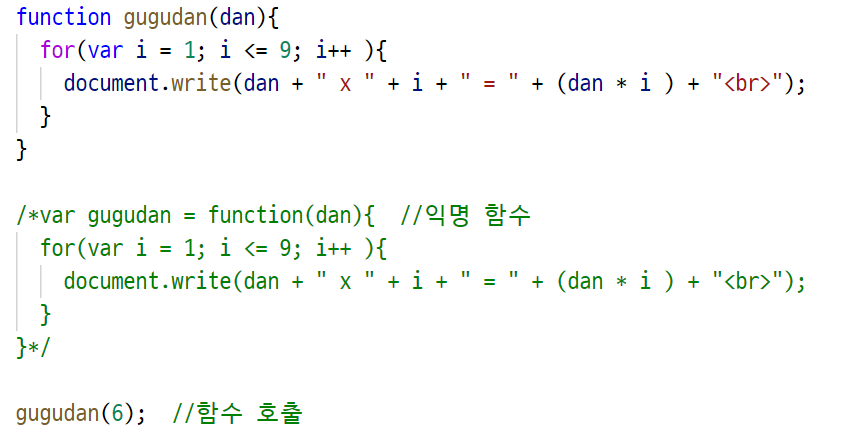 function gugudan(dan){
for(var i = 1; i <= 9; i++ ){
document.write(dan + " x " + i + " = " + (dan * i ) + "<br>");
}
}
/*var gugudan = function(dan){  //익명 함수
for(var i = 1; i <= 9; i++ ){
document.write(dan + " x " + i + " = " + (dan * i ) + "<br>");
}
}*/
gugudan(6);  //함수 호출